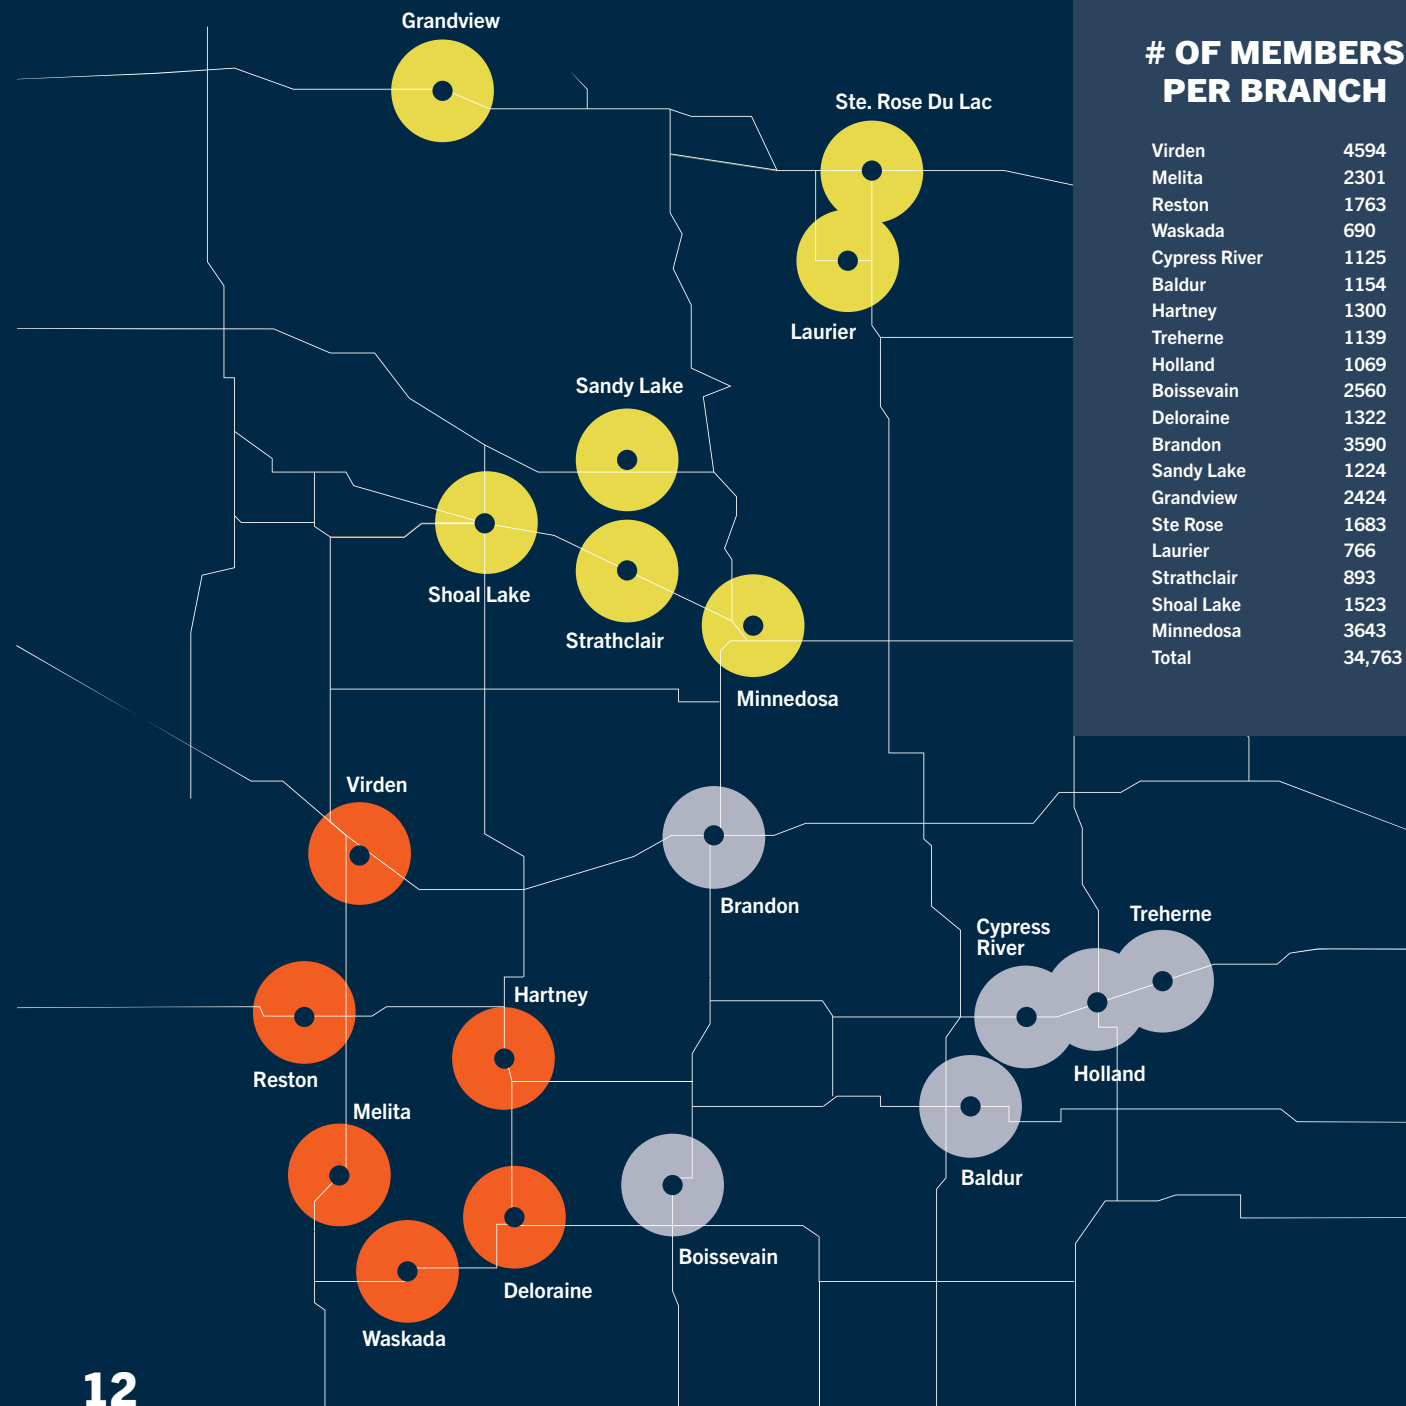 Grandview
Ste. Rose Du Lac
Laurier
Sandy Lake
Shoal Lake
Strathclair
Minnedosa
Virden
Brandon
Treherne
Cypress
River
Hartney
Reston
Holland
Melita
Baldur
Boissevain
Deloraine
Waskada
# OF MEMBERS
PER BRANCH
Virden 4594
Melita 2301
Reston 1763
Waskada 690
Cypress River 1125
Baldur 1154
Hartney 1300
Treherne 1139
Holland 1069
Boissevain 2560
Deloraine 1322
Brandon 3590
Sandy Lake 1224
Grandview 2424
Ste Rose 1683
Laurier 766
Strathclair 893
Shoal Lake 1523
Minnedosa 3643
Total 34,763
12